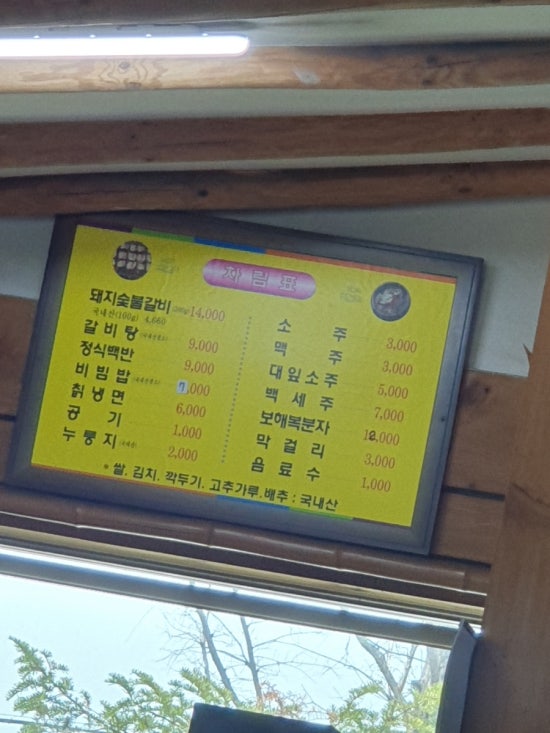 차림표
돼지숯불갈비(300g) 14,000
국내산(100g) 4,660
갈비탕 9,000
정식백반 9,000
비빔밥 7,000
칡냉면 6,000
공기 1,000
누룽지(국내산) 2,000
소주 3,000
맥주 3,000
대잎소주 5,000
백세주 7,000
보해복분자 12,000
막걸리 3,000
음료수 1,000
* 쌀, 김치, 깍두기, 고추가루, 배추 : 국내산